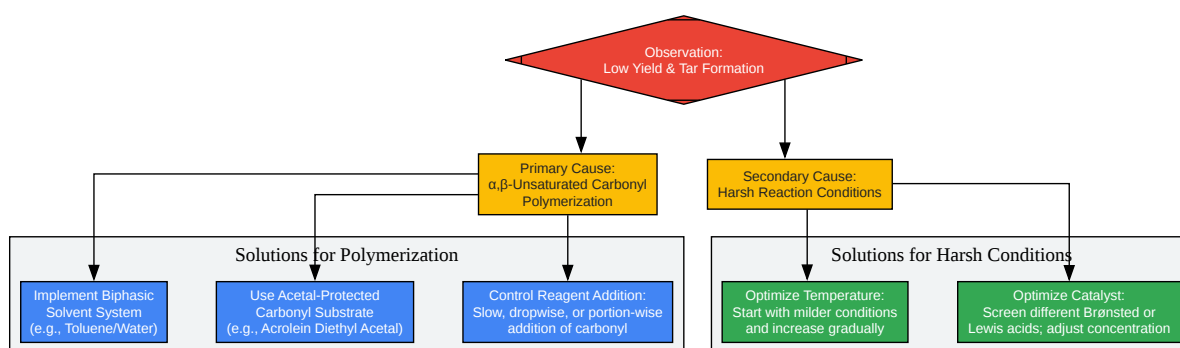 Observation:
Low Yield & Tar Formation
Primary Cause:
α,β-Unsaturated Carbonyl
Polymerization
Secondary Cause:
Harsh Reaction Conditions
Solutions for Polymerization
Implement Biphasic
Solvent System
(e.g., Toluene/Water)
Use Acetal-Protected
Carbonyl Substrate
(e.g., Acrolein Diethyl Acetal)
Control Reagent Addition:
Slow, dropwise, or portion-wise
addition of carbonyl
Solutions for Harsh Conditions
Optimize Temperature:
Start with milder conditions
and increase gradually
Optimize Catalyst:
Screen different Brønsted or
Lewis acids; adjust concentration